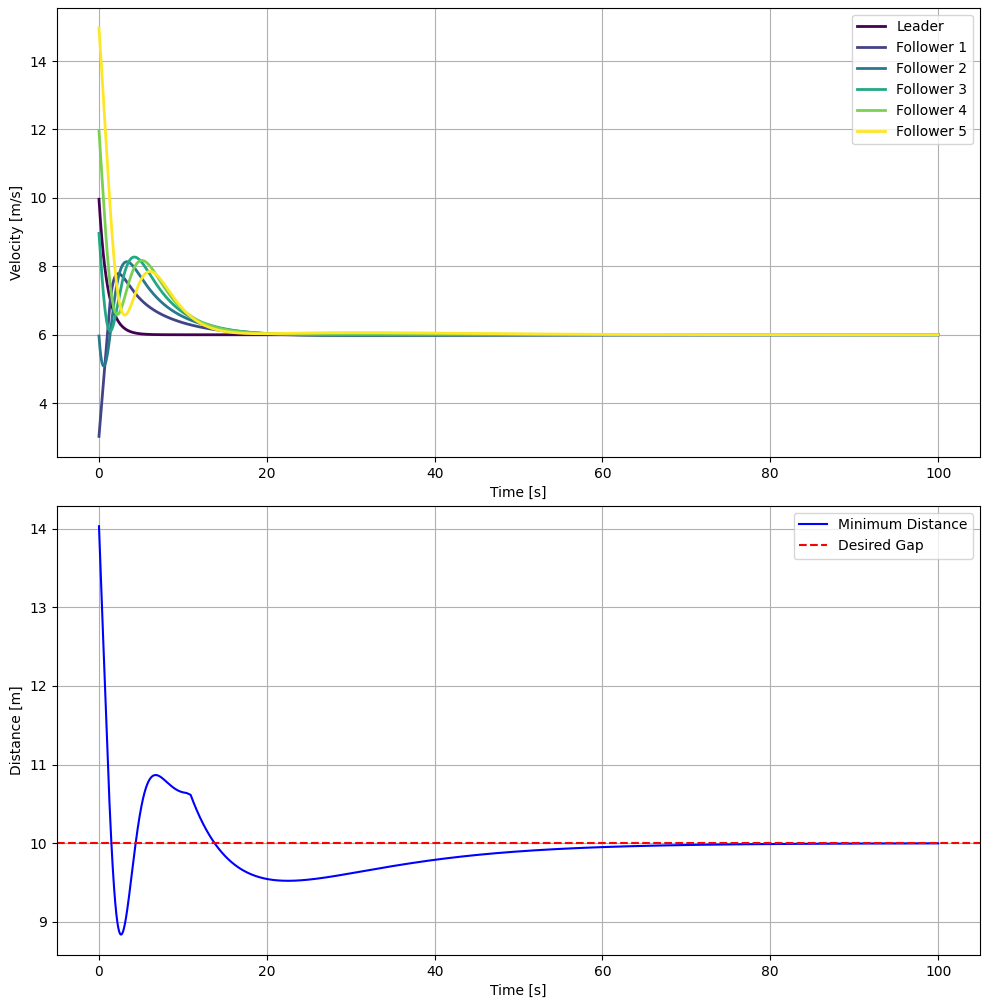 Velocity [m/s]
14
12
10
8
6
4
Leader
Follower 1
Follower 2
Follower 3
Follower 4
Follower 5
0
20
40
60
80
100
Time [s]
Distance [m]
14
13
12
11
10
9
Minimum Distance
Desired Gap
0
20
40
60
80
100
Time [s]